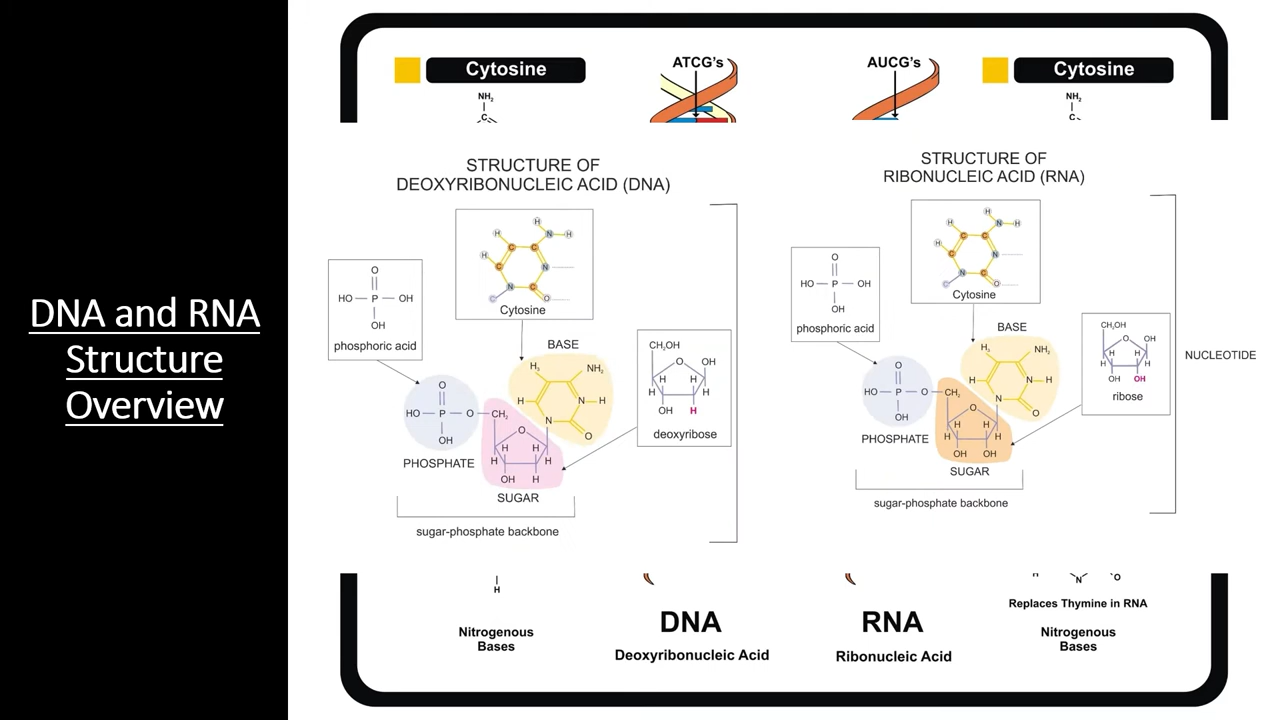 DNA and RNA
Structure
Overview
Cytosine
ATCG's
AUCG's
Cytosine
NH₂
C
NH₂
C
STRUCTURE OF
DEOXYRIBONUCLEIC ACID (DNA)
H
H
N
H
H
C
C
C
N
N
C
C
O
Cytosine
O
HO
P
OH
OH
phosphoric acid
BASE
H₃
NH₂
H
N
H
N
O
O
HO
P
O
CH₂
OH
O
H
H
H
H
OH
H
PHOSPHATE
SUGAR
CH₂OH
O
OH
H
H
H
H
OH
H
deoxyribose
sugar-phosphate backbone
STRUCTURE OF
RIBONUCLEIC ACID (RNA)
H
H
N
H
H
C
C
C
N
N
C
C
O
Cytosine
O
HO
P
OH
OH
phosphoric acid
BASE
H₃
NH₂
H
N
H
N
O
O
HO
P
O
CH₂
OH
O
H
H
H
H
OH
OH
PHOSPHATE
SUGAR
CH₂OH
OH
O
H
H
H
H
OH
OH
ribose
NUCLEOTIDE
sugar-phosphate backbone
H
H
N
O
Replaces Thymine in RNA
Nitrogenous
Bases
DNA
Deoxyribonucleic Acid
RNA
Ribonucleic Acid
Nitrogenous
Bases